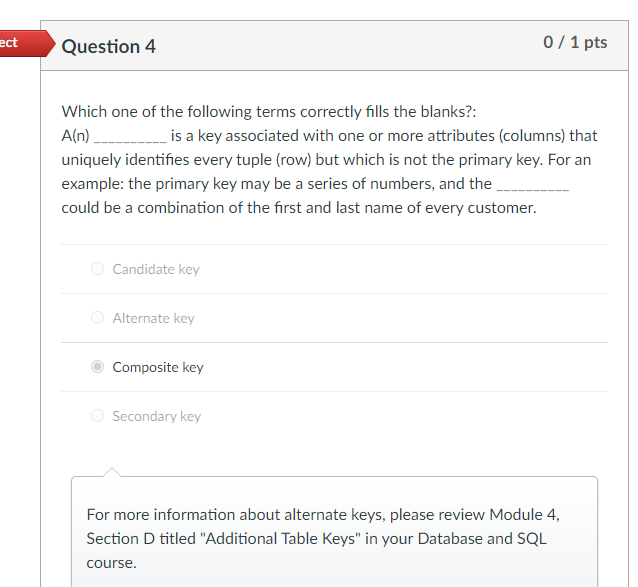 ect
Question 4
0 / 1 pts
Which one of the following terms correctly fills the blanks?:
A(n) __________ is a key associated with one or more attributes (columns) that
uniquely identifies every tuple (row) but which is not the primary key. For an
example: the primary key may be a series of numbers, and the __________
could be a combination of the first and last name of every customer.
Candidate key
Alternate key
Composite key
Secondary key
For more information about alternate keys, please review Module 4,
Section D titled "Additional Table Keys" in your Database and SQL
course.